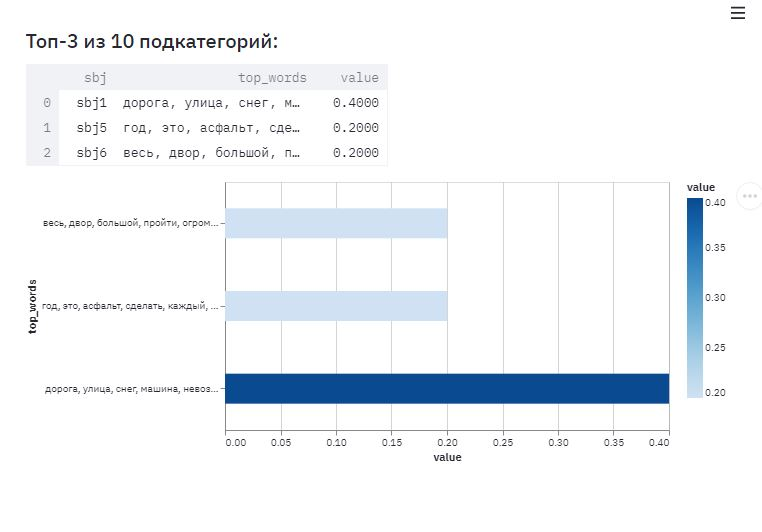 Топ-3 из 10 подкатегорий:
sbj top_words value
0 sbj1 дорога, улица, снег, м… 0.4000
1 sbj5 год, это, асфальт, сде… 0.2000
2 sbj6 весь, двор, большой, п… 0.2000
value
весь, двор, большой, пройти, огром…
год, это, асфальт, сделать, каждый, …
дорога, улица, снег, машина, невоз…
top_words
0.00 0.05 0.10 0.15 0.20 0.25 0.30 0.35 0.40
value
0.40
0.35
0.30
0.25
0.20